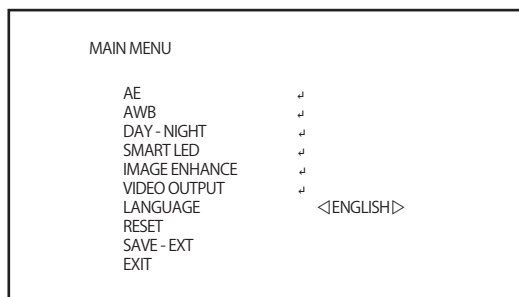 MAIN MENU
AE ↵
AWB ↵
DAY - NIGHT ↵
SMART LED ↵
IMAGE ENHANCE ↵
VIDEO OUTPUT ↵
LANGUAGE ◁ENGLISH▷
RESET
SAVE - EXT
EXIT